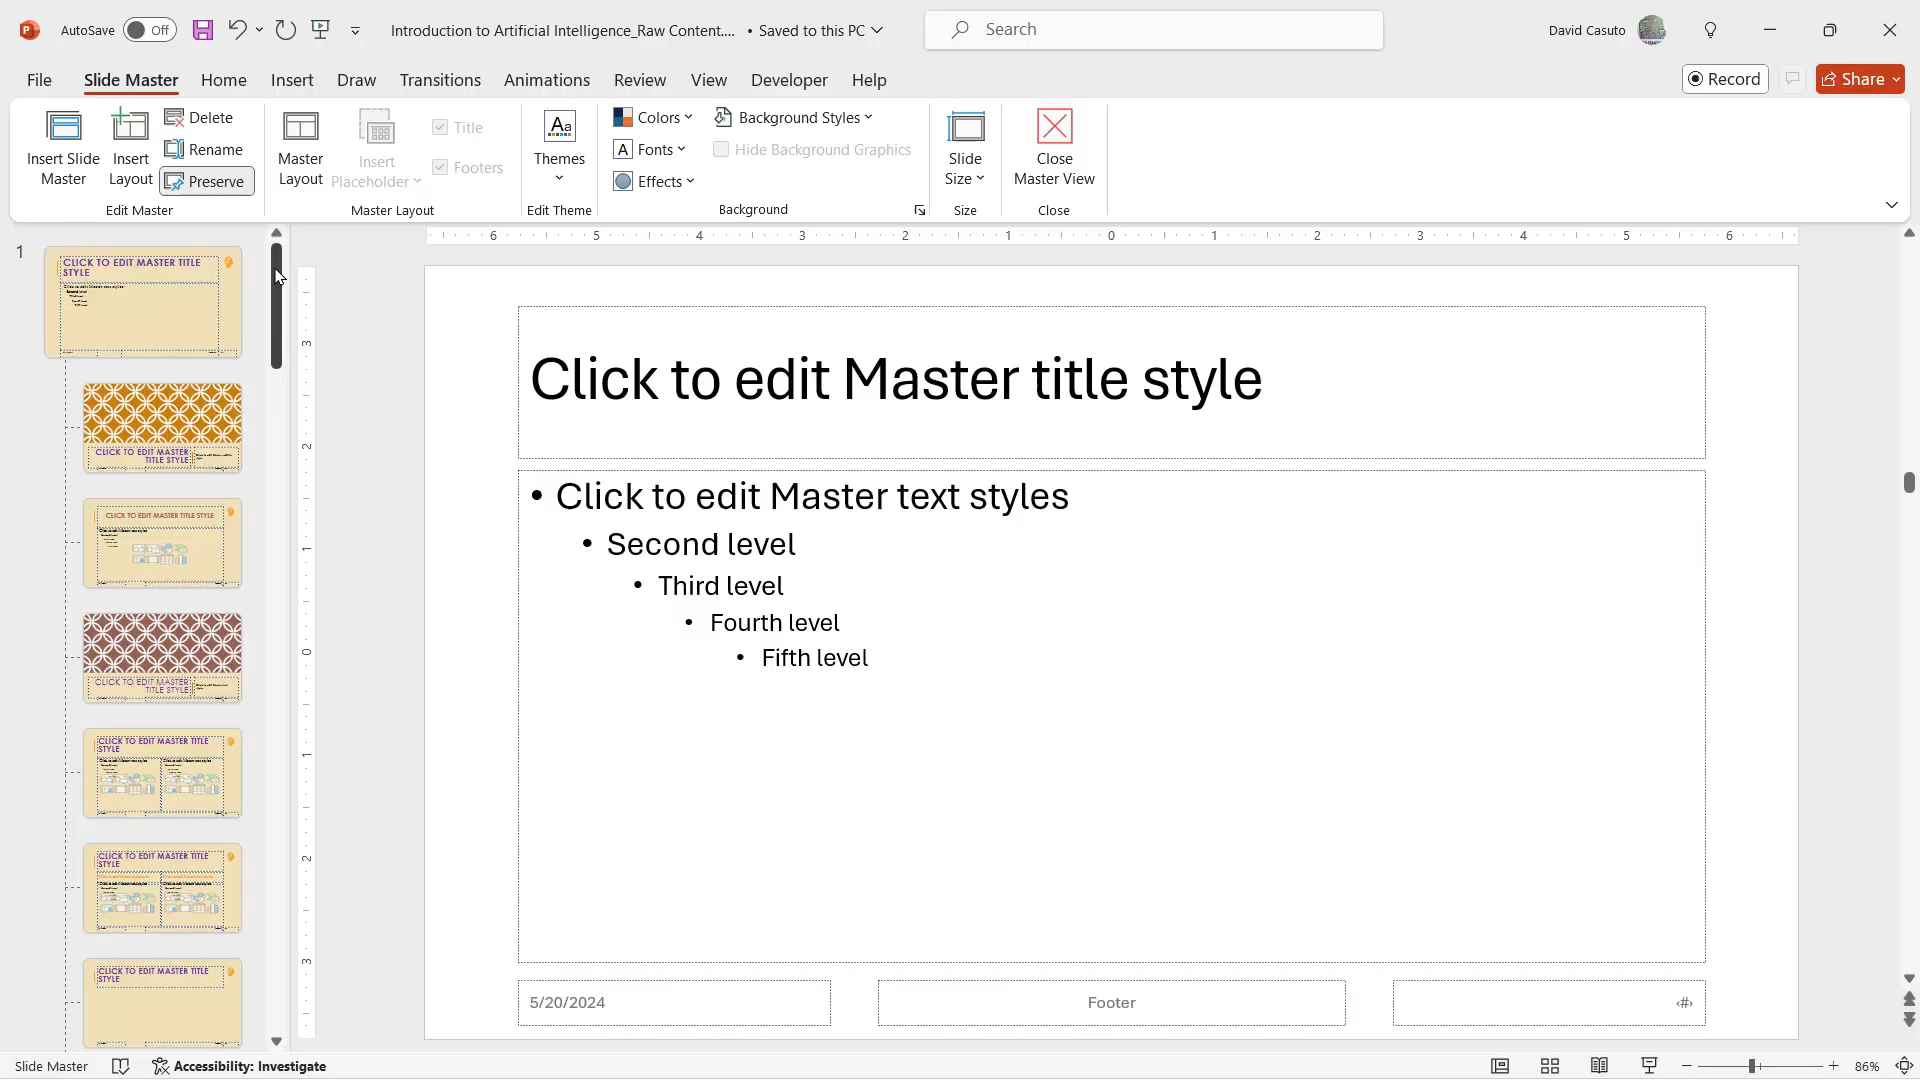 AutoSave Off Introduction to Artificial Intelligence_Raw Content.... • Saved to this PC Search David Casuto
File Slide Master Home Insert Draw Transitions Animations Review View Developer Help Record Share
Insert Slide Master
Insert Layout
Delete
Rename
Preserve
Edit Master
Master Layout
Insert Placeholder
Title
Footers
Master Layout
Themes
Edit Theme
Colors
Fonts
Effects
Background Styles
Hide Background Graphics
Background
Slide Size
Size
Close Master View
Close
6 5 4 3 2 1 0 1 2 3 4 5 6
3
2
1
0
1
2
3
1
CLICK TO EDIT MASTER TITLE
STYLE
Click to edit Master text styles
CLICK TO EDIT MASTER
TITLE STYLE
CLICK TO EDIT MASTER TITLE STYLE
CLICK TO EDIT MASTER
TITLE STYLE
CLICK TO EDIT MASTER TITLE
STYLE
CLICK TO EDIT MASTER TITLE
STYLE
CLICK TO EDIT MASTER TITLE
STYLE
Click to edit Master title style
• Click to edit Master text styles
• Second level
• Third level
• Fourth level
• Fifth level
5/20/2024 Footer ‹#›
Slide Master Accessibility: Investigate 86%